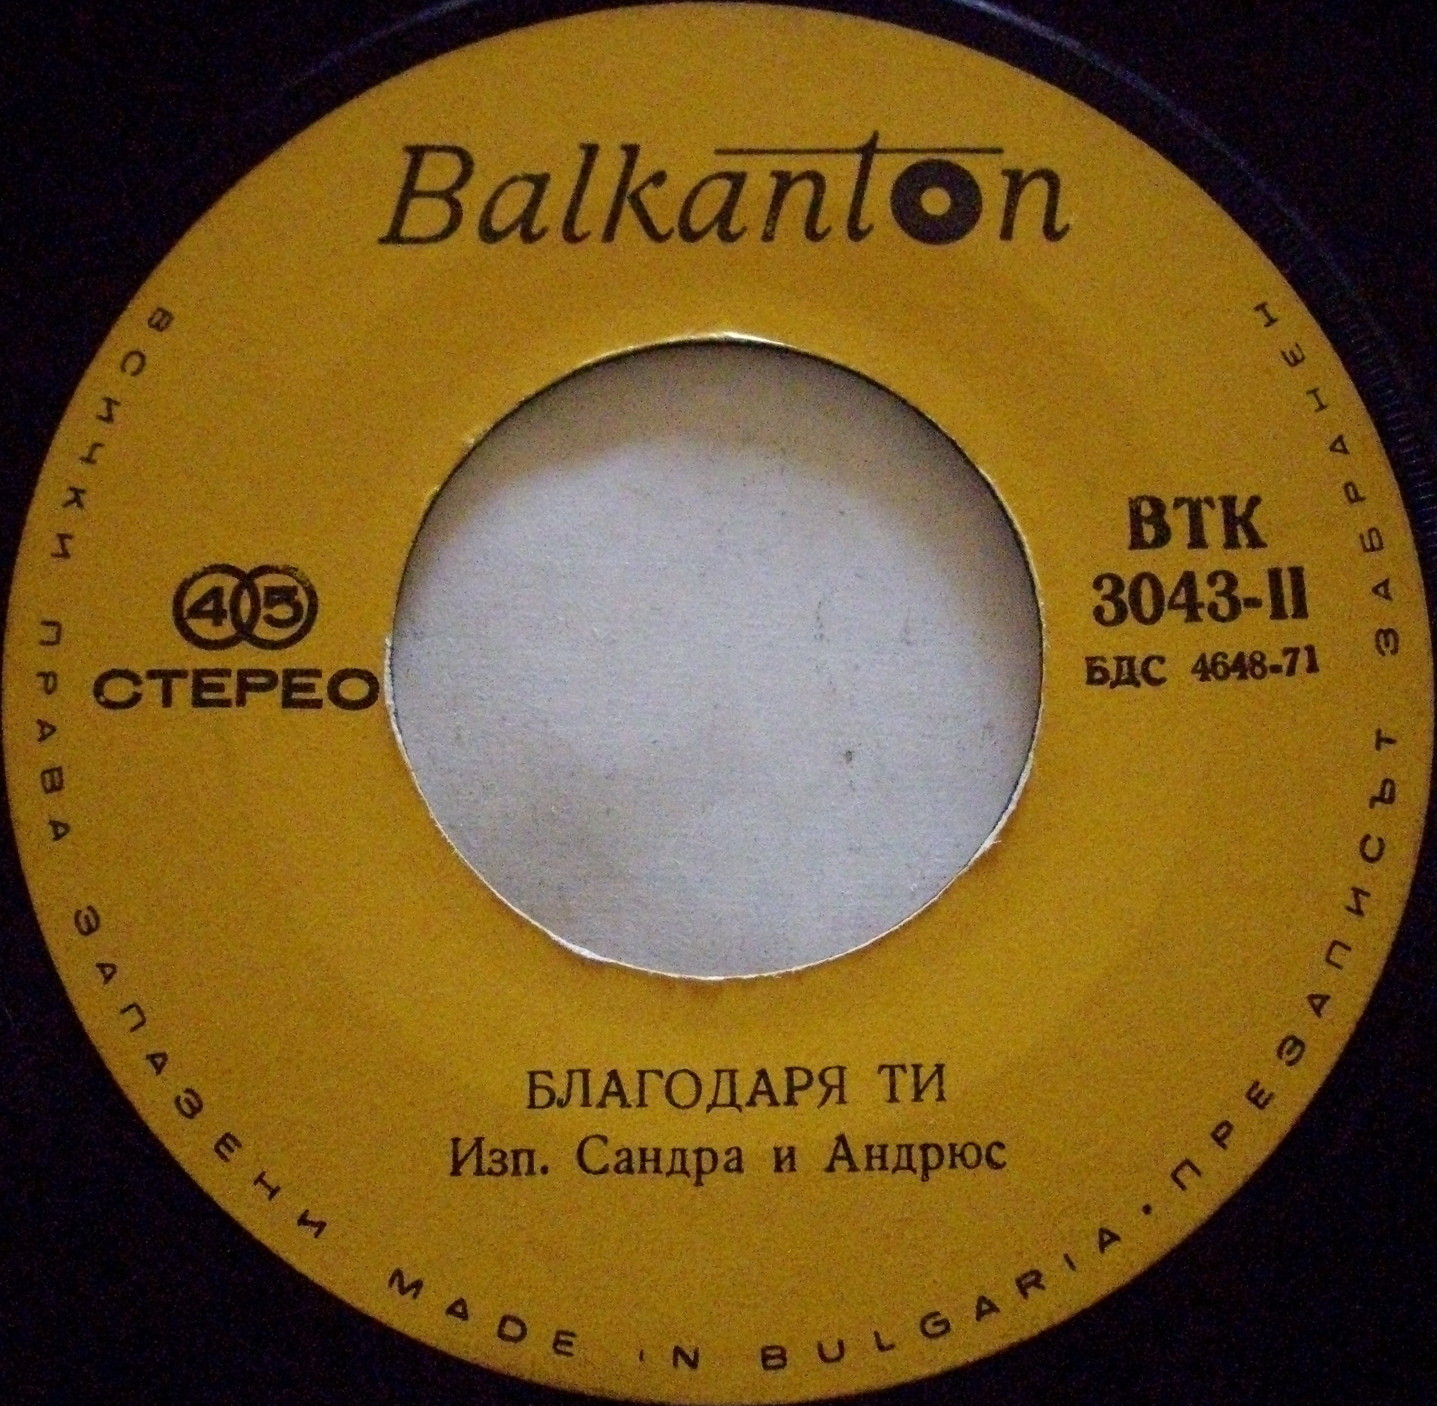 Balkanton
45
СТЕРЕО
ВТК
3043-II
БДС 4648-71
БЛАГОДАРЯ ТИ
Изп. Сандра и Андрюс
ВСИЧКИ ПРАВА ЗАПАЗЕНИ MADE IN BULGARIA • ПРЕЗАПИСЪТ ЗАБРАНЕН